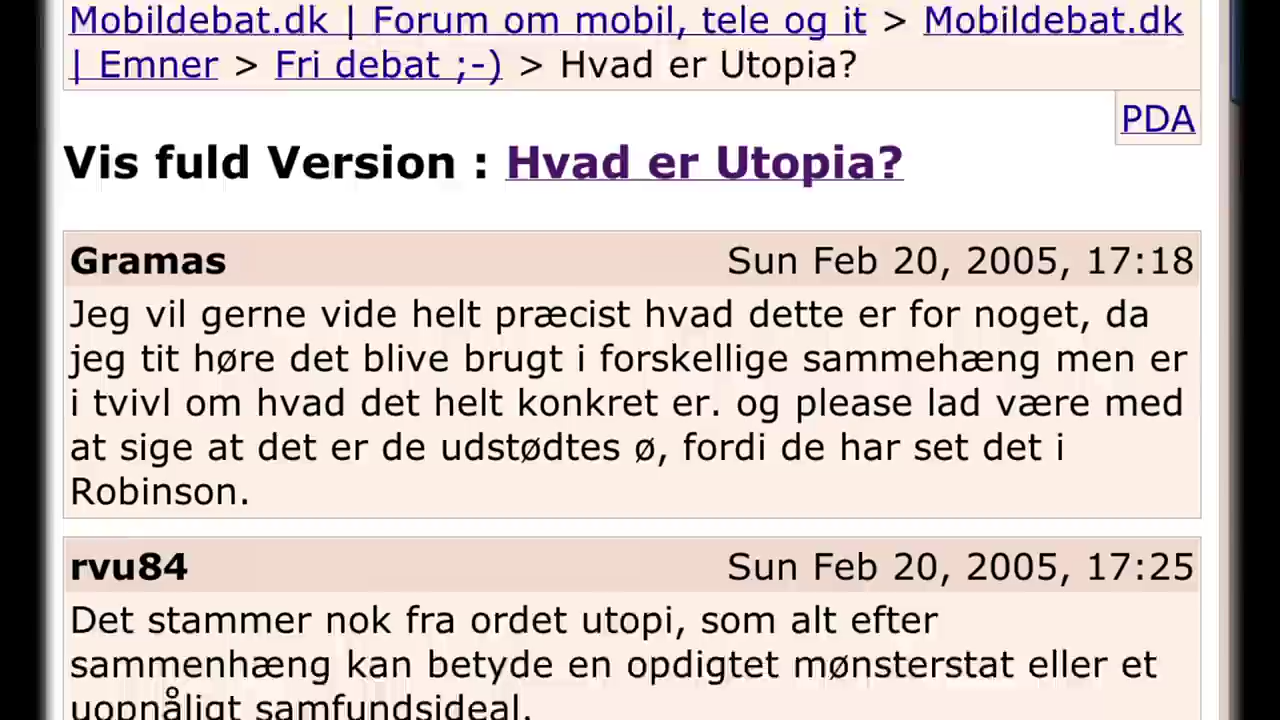 Mobildebat.dk | Forum om mobil, tele og it > Mobildebat.dk
| Emner > Fri debat ;-) > Hvad er Utopia?
PDA
Vis fuld Version : Hvad er Utopia?
Gramas Sun Feb 20, 2005, 17:18
Jeg vil gerne vide helt præcist hvad dette er for noget, da
jeg tit høre det blive brugt i forskellige sammehæng men er
i tvivl om hvad det helt konkret er. og please lad være med
at sige at det er de udstødtes ø, fordi de har set det i
Robinson.
rvu84 Sun Feb 20, 2005, 17:25
Det stammer nok fra ordet utopi, som alt efter
sammenhæng kan betyde en opdigtet mønsterstat eller et
uopnåligt samfundsideal.